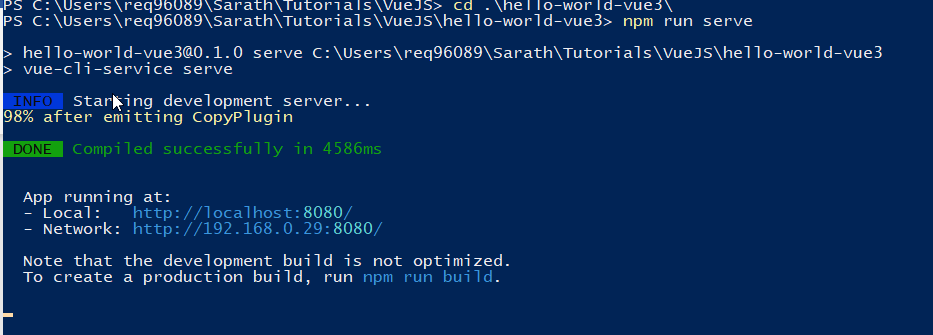 PS C:\Users\req96089\Sarath\Tutorials\VueJS> cd .\hello-world-vue3\
PS C:\Users\req96089\Sarath\Tutorials\VueJS\hello-world-vue3> npm run serve
> hello-world-vue3@0.1.0 serve C:\Users\req96089\Sarath\Tutorials\VueJS\hello-world-vue3
> vue-cli-service serve
INFO Starting development server...
98% after emitting CopyPlugin
DONE Compiled successfully in 4586ms
App running at:
- Local: http://localhost:8080/
- Network: http://192.168.0.29:8080/
Note that the development build is not optimized.
To create a production build, run npm run build.